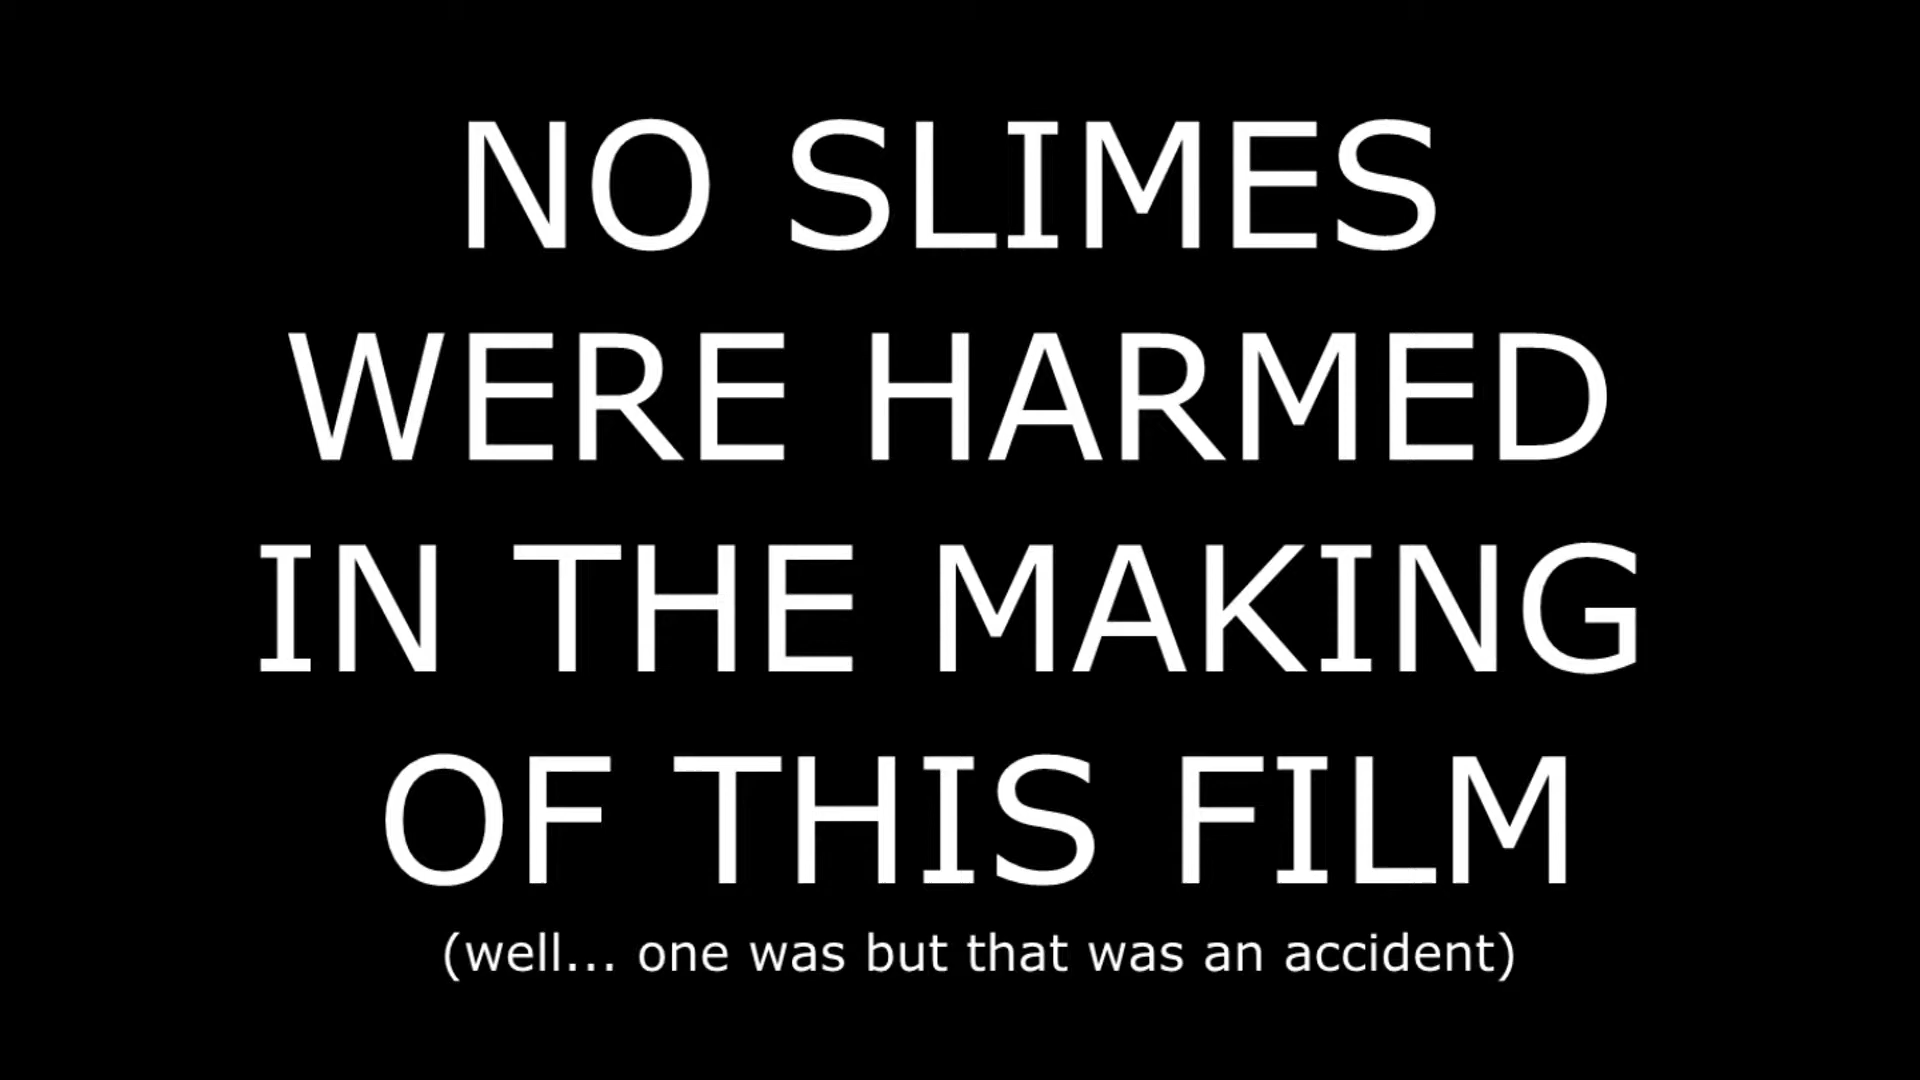 NO SLIMES
WERE HARMED
IN THE MAKING
OF THIS FILM
(well... one was but that was an accident)